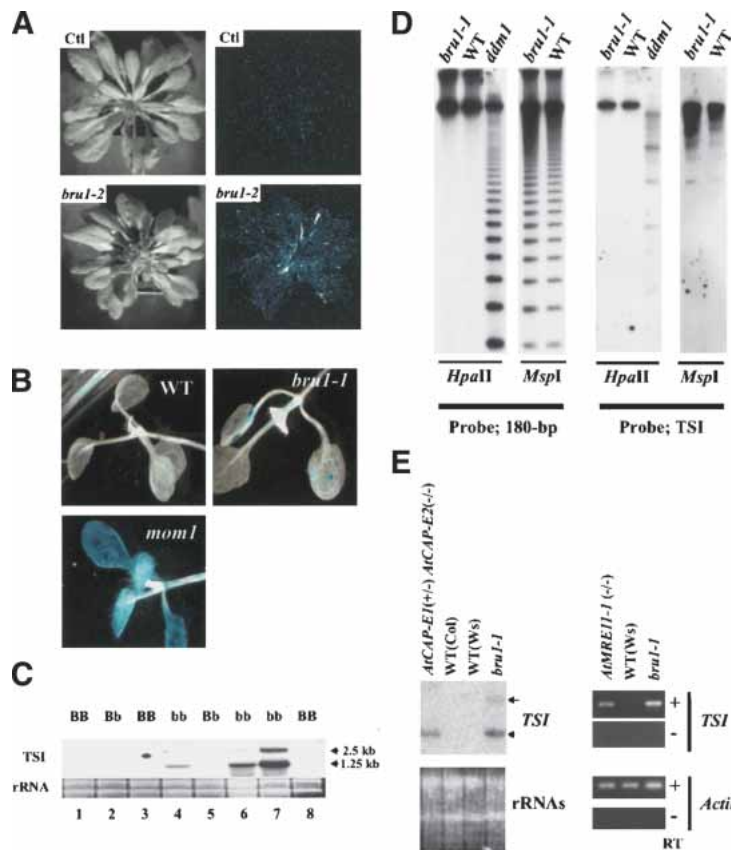 A
Ctl
bru1-2
B
WT
bru1-1
mom1
C
BB Bb BB bb Bb bb bb BB
TSI
2.5 kb
1.25 kb
rRNA
1 2 3 4 5 6 7 8
D
bru1-1 WT ddm1 bru1-1 WT bru1-1 WT ddm1 bru1-1 WT
HpaII MspI HpaII MspI
Probe; 180-bp Probe; TSI
E
AtCAP-E1(+/-) AtCAP-E2(-/-)
WT(Col)
WT(Ws)
bru1-1
TSI
rRNAs
AtMRE11-1 (-/-)
WT(Ws)
bru1-1
+
-
TSI
+
-
Acti
RT